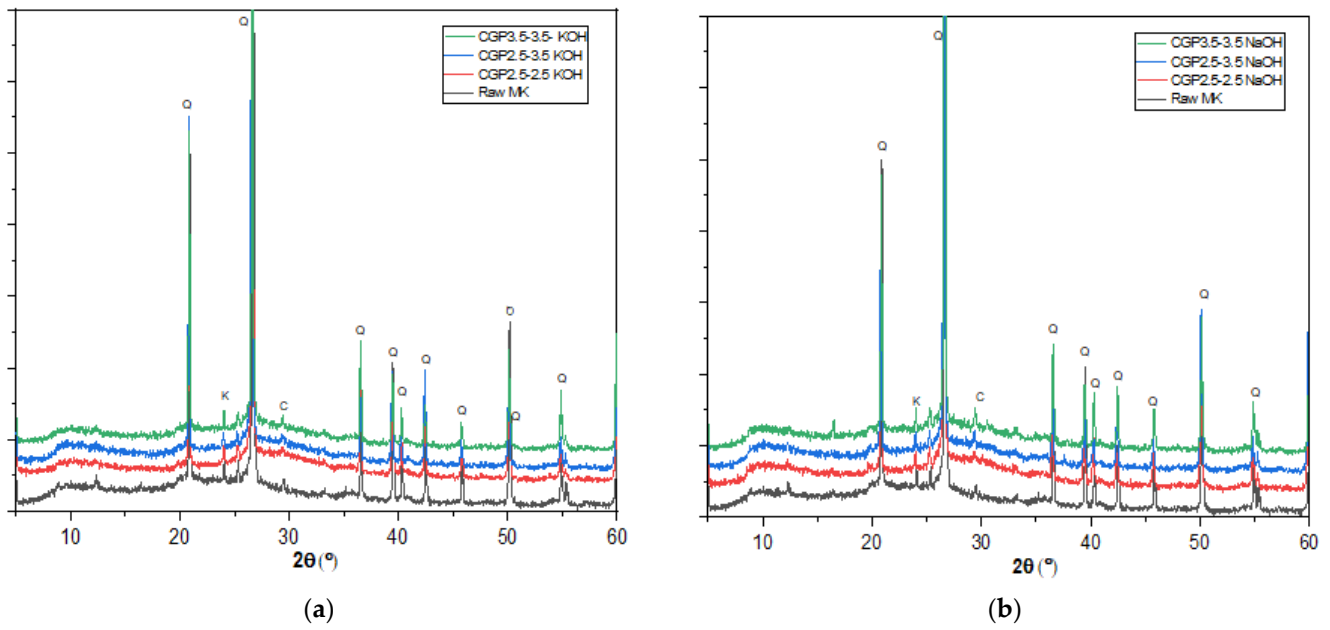 Q
CGP3.5-3.5- KOH
CGP2.5-3.5 KOH
CGP2.5-2.5 KOH
Raw MK
Q
K
C
Q
Q
Q
Q
Q
Q
Q
10 20 30 40 50 60
2θ (°)
(a)
Q
CGP3.5-3.5 NaOH
CGP2.5-3.5 NaOH
CGP2.5-2.5 NaOH
Raw MK
Q
K
C
Q
Q
Q
Q
Q
Q
Q
10 20 30 40 50 60
2θ (°)
(b)